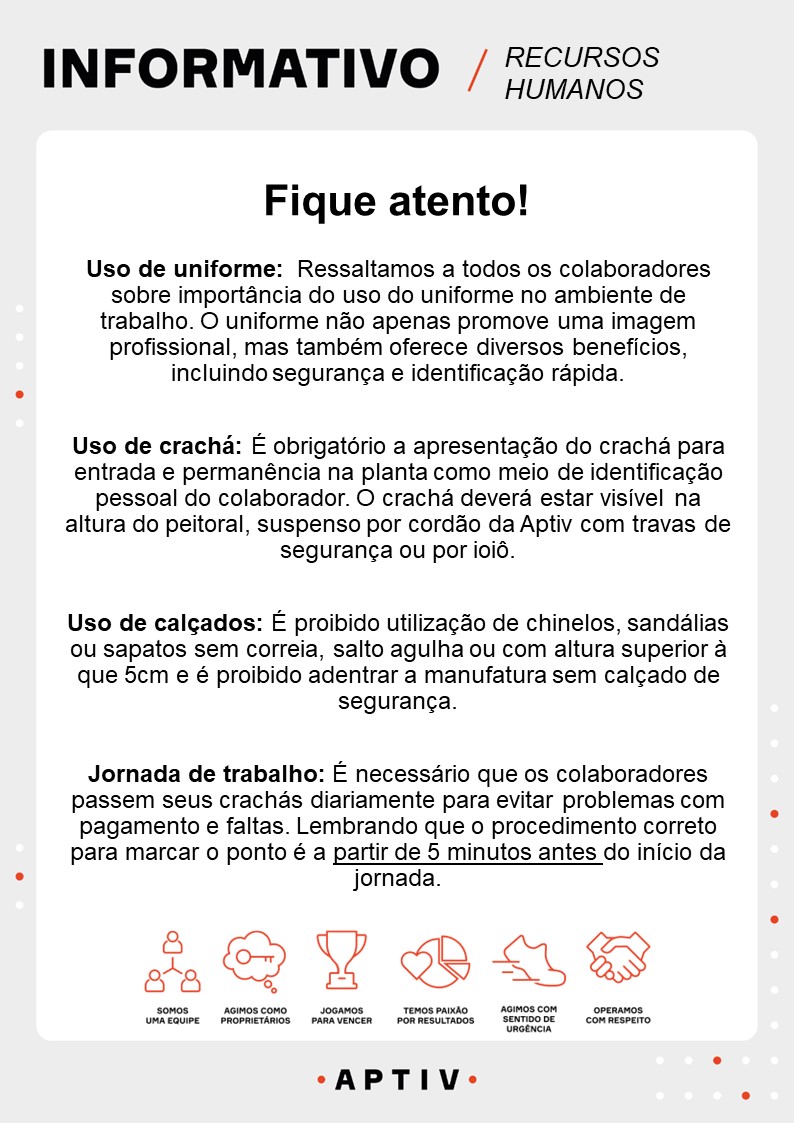 INFORMATIVO
RECURSOS
HUMANOS
Fique atento!
Uso de uniforme: Ressaltamos a todos os colaboradores
sobre importância do uso do uniforme no ambiente de
trabalho. O uniforme não apenas promove uma imagem
profissional, mas também oferece diversos benefícios,
incluindo segurança e identificação rápida.
Uso de crachá: É obrigatório a apresentação do crachá para
entrada e permanência na planta como meio de identificação
pessoal do colaborador. O crachá deverá estar visível na
altura do peitoral, suspenso por cordão da Aptiv com travas de
segurança ou por ioiô.
Uso de calçados: É proibido utilização de chinelos, sandálias
ou sapatos sem correia, salto agulha ou com altura superior à
que 5cm e é proibido adentrar a manufatura sem calçado de
segurança.
Jornada de trabalho: É necessário que os colaboradores
passem seus crachás diariamente para evitar problemas com
pagamento e faltas. Lembrando que o procedimento correto
para marcar o ponto é a partir de 5 minutos antes do início da
jornada.
SOMOS
UMA EQUIPE
AGIMOS COMO
PROPRIETÁRIOS
JOGAMOS
PARA VENCER
TEMOS PAIXÃO
POR RESULTADOS
AGIMOS COM
SENTIDO DE
URGÊNCIA
OPERAMOS
COM RESPEITO
• APTIV •